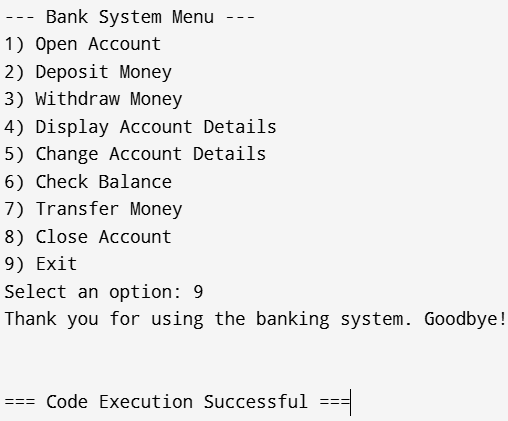 --- Bank System Menu ---
1) Open Account
2) Deposit Money
3) Withdraw Money
4) Display Account Details
5) Change Account Details
6) Check Balance
7) Transfer Money
8) Close Account
9) Exit
Select an option: 9
Thank you for using the banking system. Goodbye!
=== Code Execution Successful ===